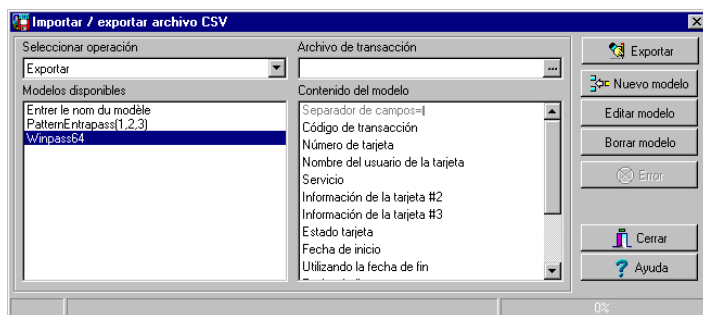 Importar / exportar archivo CSV
Seleccionar operación
Archivo de transacción
Exportar
Exportar
...
Nuevo modelo
Modelos disponibles
Contenido del modelo
Entrer le nom du modèle
PatternEntrapass(1,2,3)
Winpass64
Separador de campos=|
Código de transacción
Número de tarjeta
Nombre del usuario de la tarjeta
Servicio
Información de la tarjeta #2
Información de la tarjeta #3
Estado tarjeta
Fecha de inicio
Utilizando la fecha de fin
Editar modelo
Borrar modelo
Error
Cerrar
Ayuda
0%